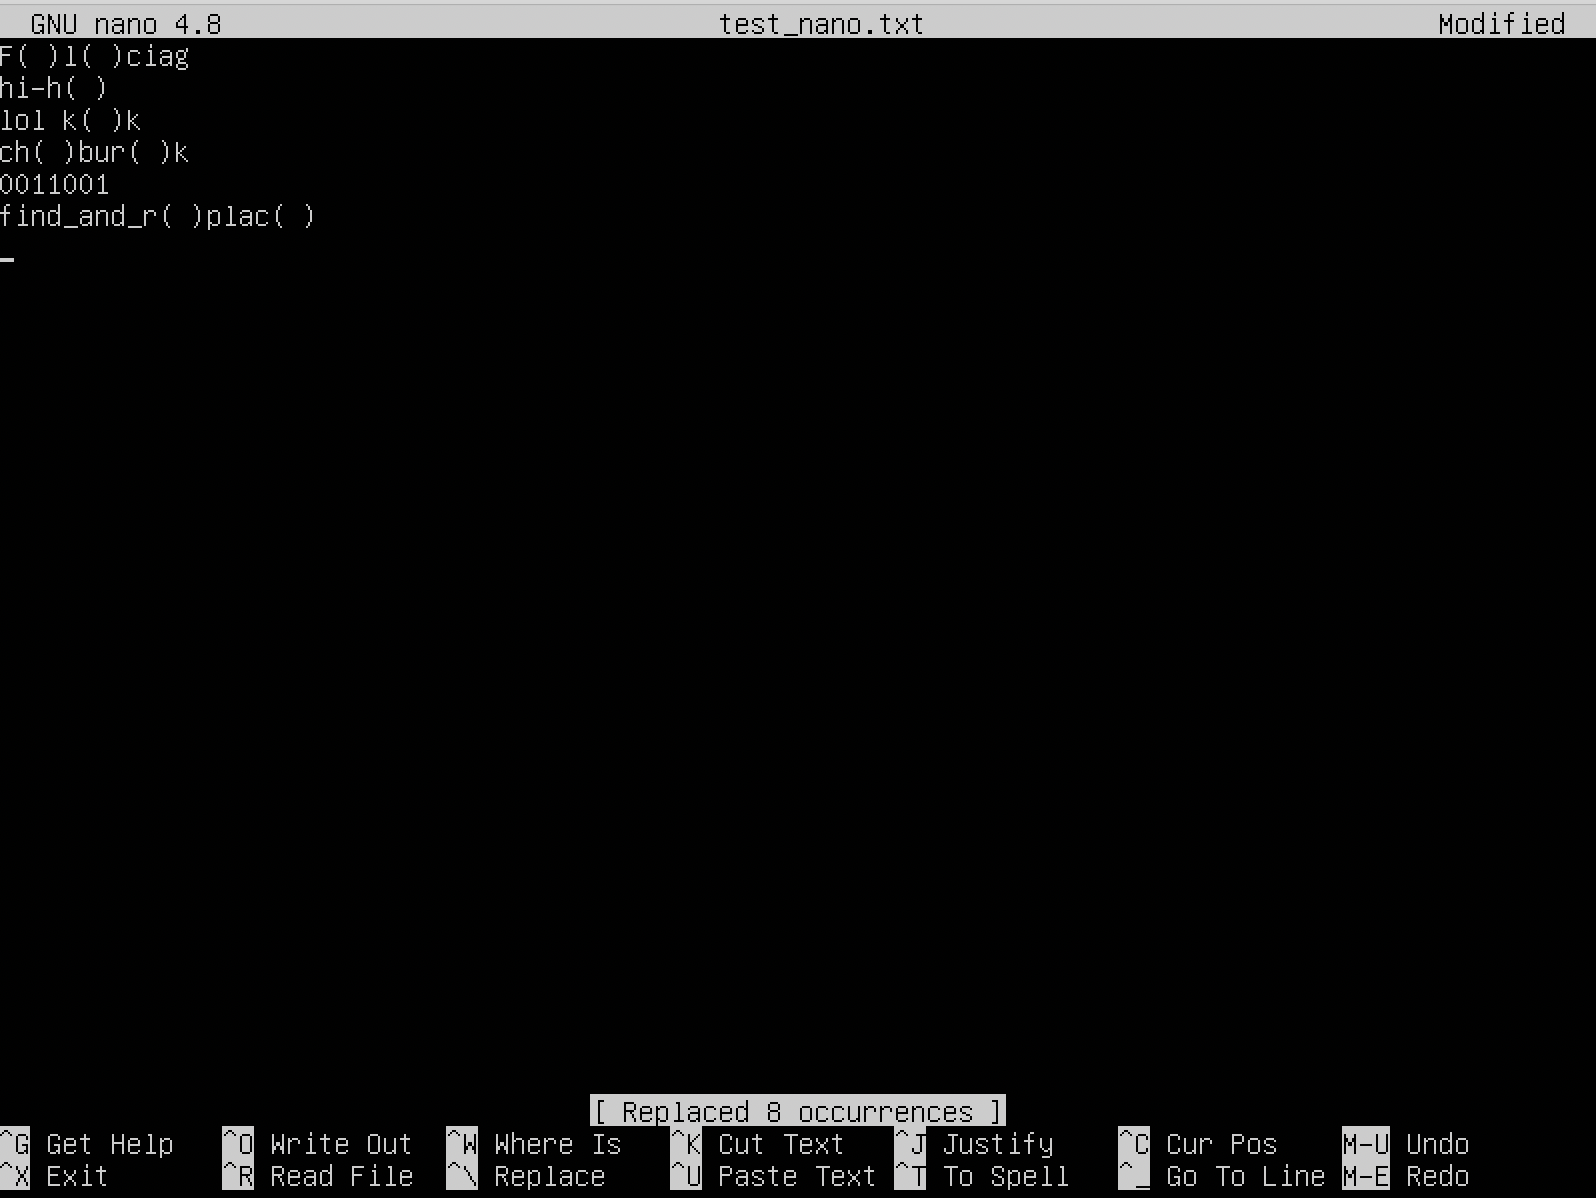 GNU nano 4.8 test_nano.txt Modified
F( )l( )ciag
hi-h( )
lol k( )k
ch( )bur( )k
0011001
find_and_r( )plac( )
[ Replaced 8 occurrences ]
^G Get Help ^O Write Out ^W Where Is ^K Cut Text ^J Justify ^C Cur Pos M-U Undo
^X Exit ^R Read File ^\ Replace ^U Paste Text ^T To Spell ^_ Go To Line M-E Redo